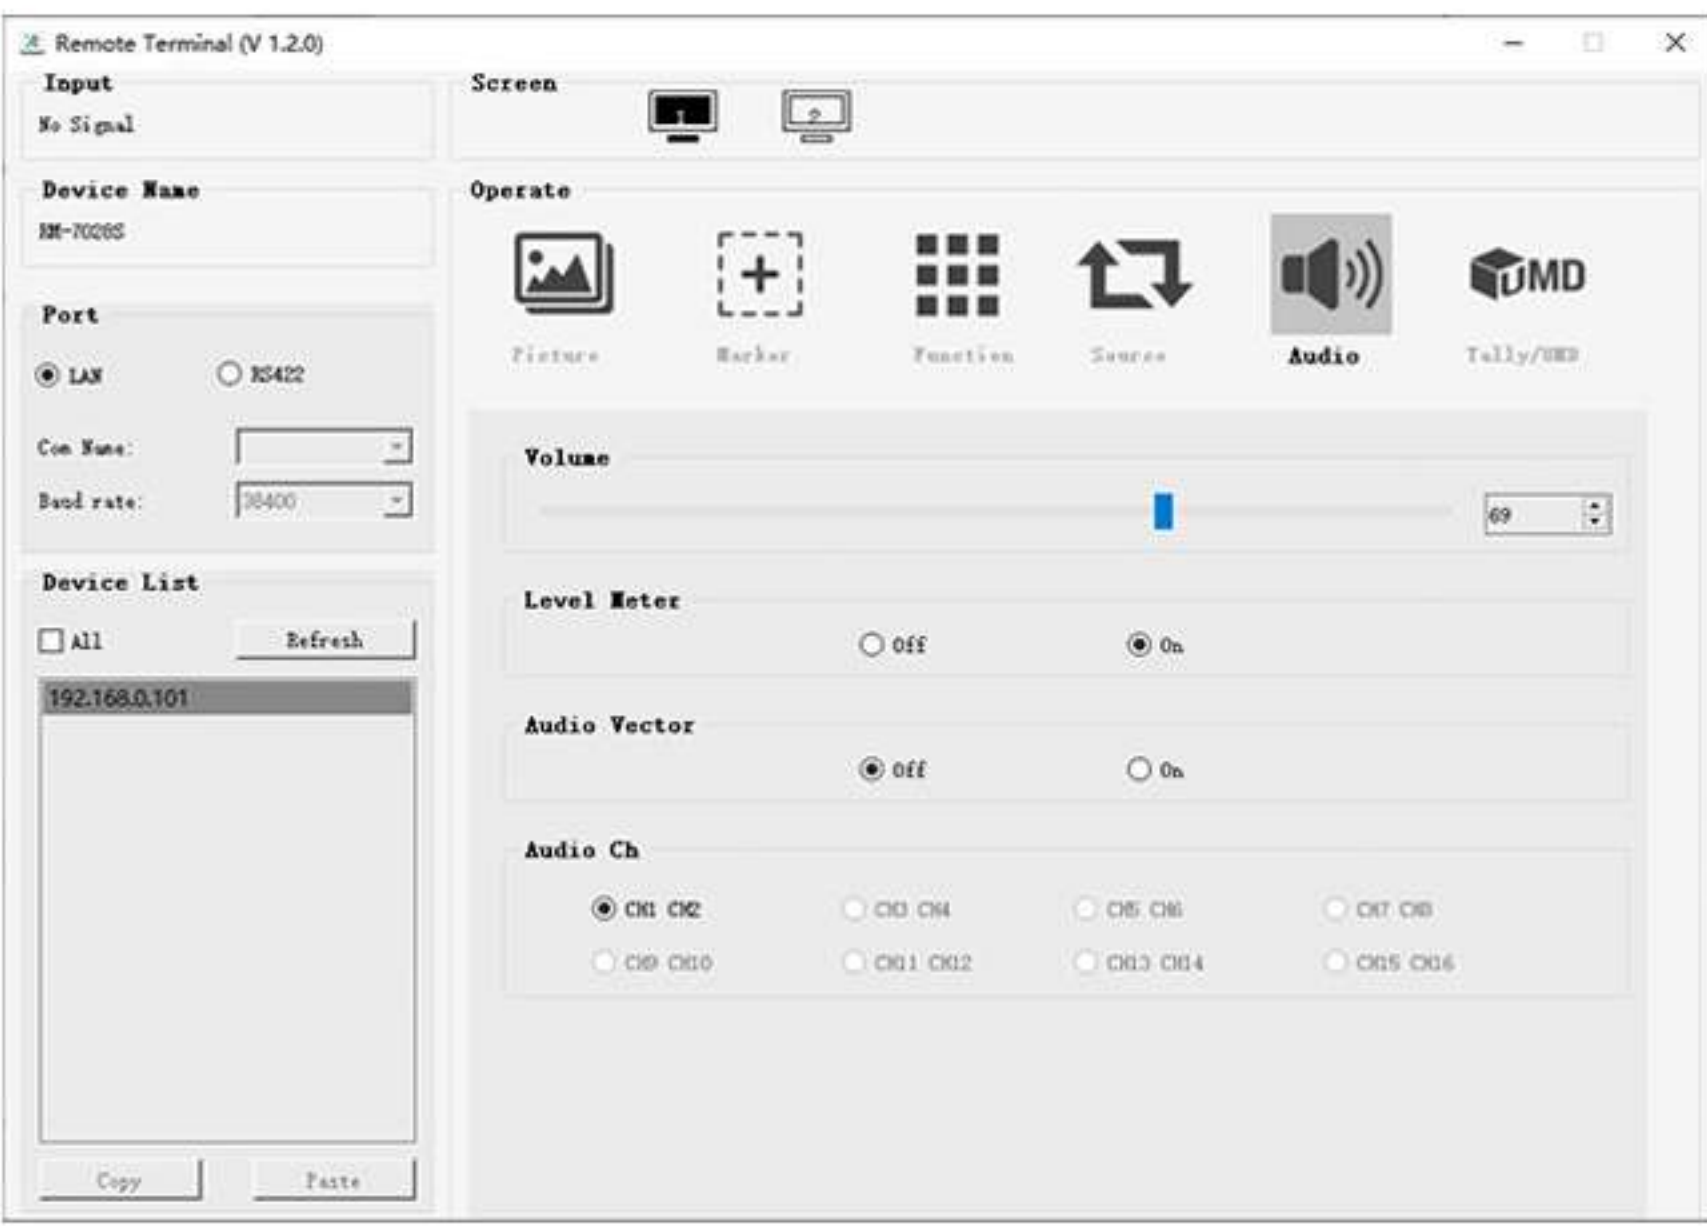 Remote Terminal (V 1.2.0)
Input
No Signal
Screen
1
2
Device Name
RM-7028S
Operate
UMD
Picture
Marker
Function
Source
Audio
Tally/UMD
Port
LAN
RS422
Com Name:
Baud rate:
38400
Volume
69
Device List
All
Refresh
192.168.0.101
Level Meter
Off
On
Audio Vector
Off
On
Audio Ch
CH1 CH2
CH3 CH4
CH5 CH6
CH7 CH8
CH9 CH10
CH11 CH12
CH13 CH14
CH15 CH16
Copy
Paste